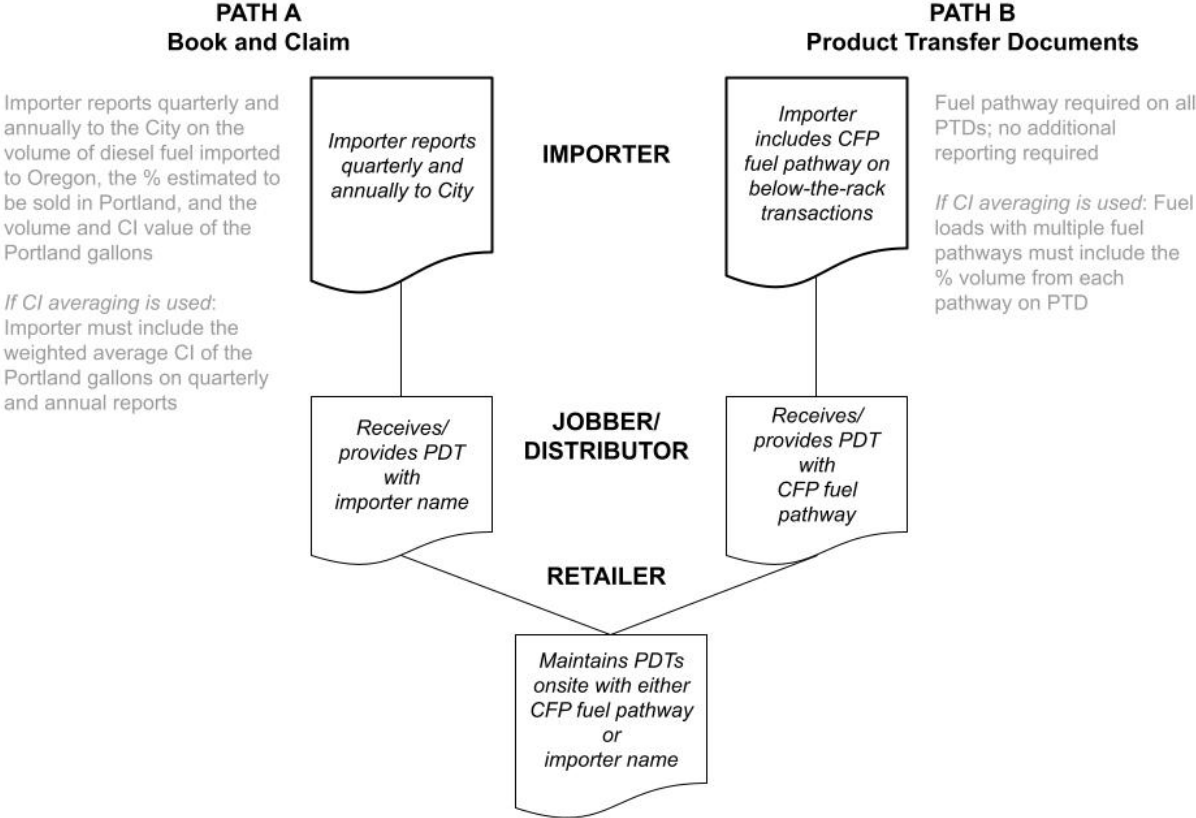 PATH A
Book and Claim
PATH B
Product Transfer Documents
Importer reports quarterly and
annually to the City on the
volume of diesel fuel imported
to Oregon, the % estimated to
be sold in Portland, and the
volume and CI value of the
Portland gallons
If CI averaging is used:
Importer must include the
weighted average CI of the
Portland gallons on quarterly
and annual reports
Importer reports
quarterly and
annually to City
IMPORTER
Importer
includes CFP
fuel pathway on
below-the-rack
transactions
Fuel pathway required on all
PTDs; no additional
reporting required
If CI averaging is used: Fuel
loads with multiple fuel
pathways must include the
% volume from each
pathway on PTD
Receives/
provides PDT
with
importer name
JOBBER/
DISTRIBUTOR
Receives/
provides PDT
with
CFP fuel
pathway
RETAILER
Maintains PDTs
onsite with either
CFP fuel pathway
or
importer name